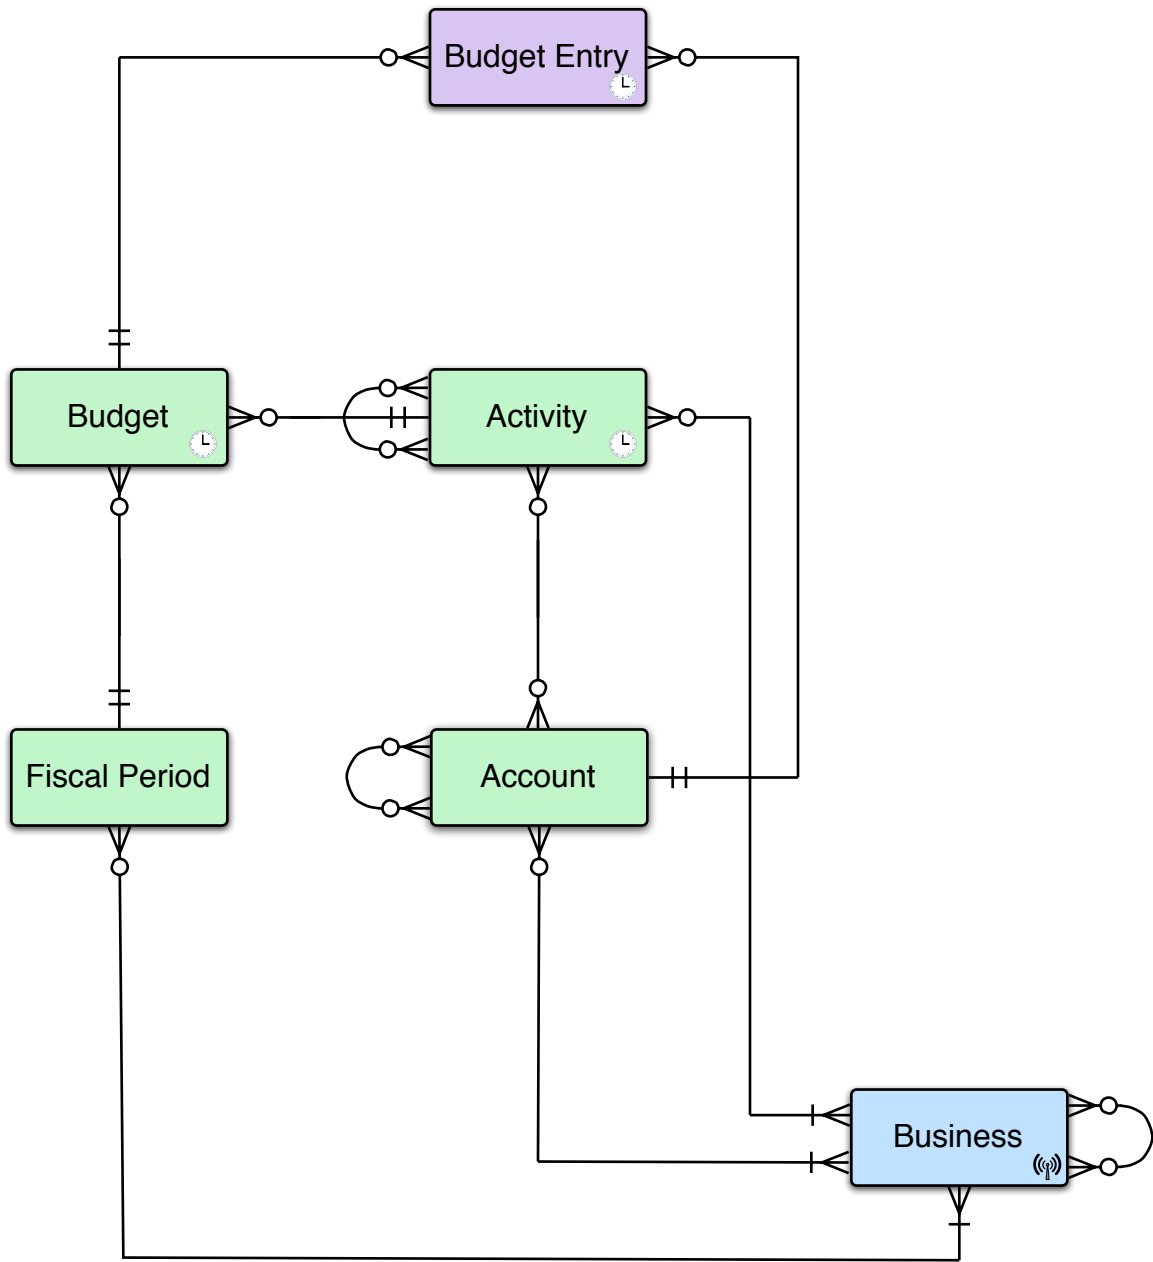 Budget Entry
Budget
Activity
Fiscal Period
Account
Business